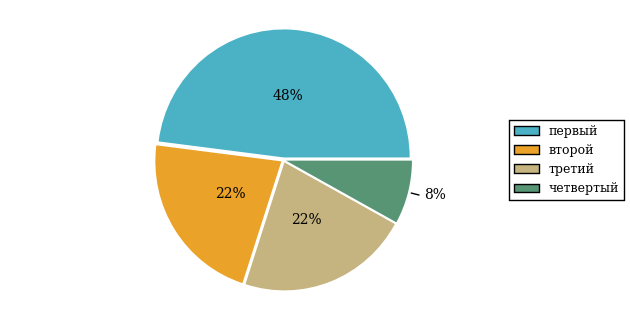 48%
22%
22%
8%
первый
второй
третий
четвертый